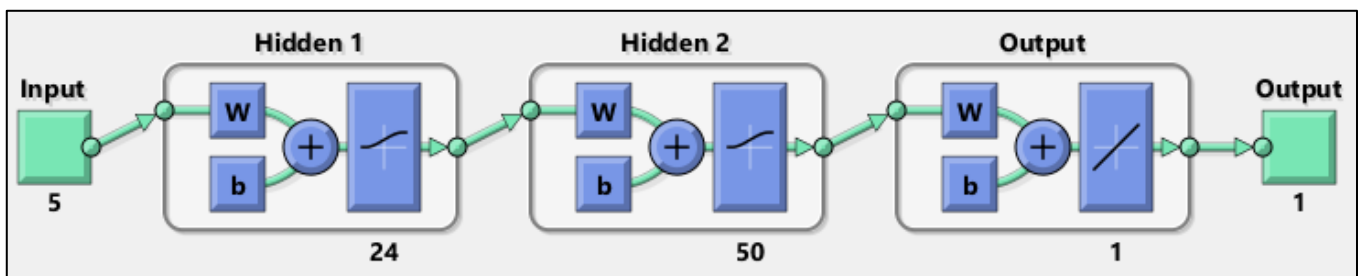 Hidden 1 Hidden 2 Output
Input Output
W W W
+ + +
b b b
5 1
24 50 1